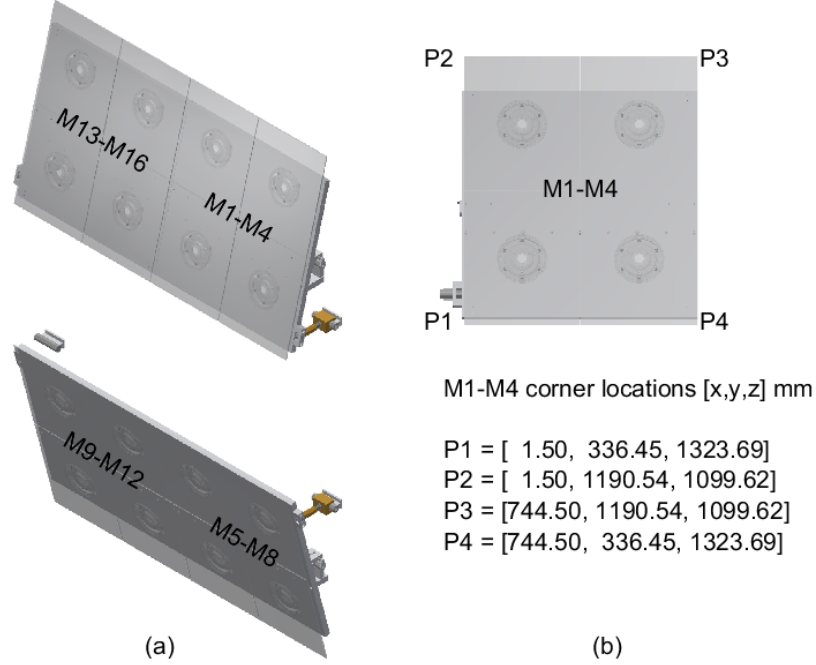 M13-M16
M1-M4
M9-M12
M5-M8
(a)
P2
P3
M1-M4
P1
P4
M1-M4 corner locations [x,y,z] mm
P1 = [  1.50,  336.45, 1323.69]
P2 = [  1.50, 1190.54, 1099.62]
P3 = [744.50, 1190.54, 1099.62]
P4 = [744.50,  336.45, 1323.69]
(b)